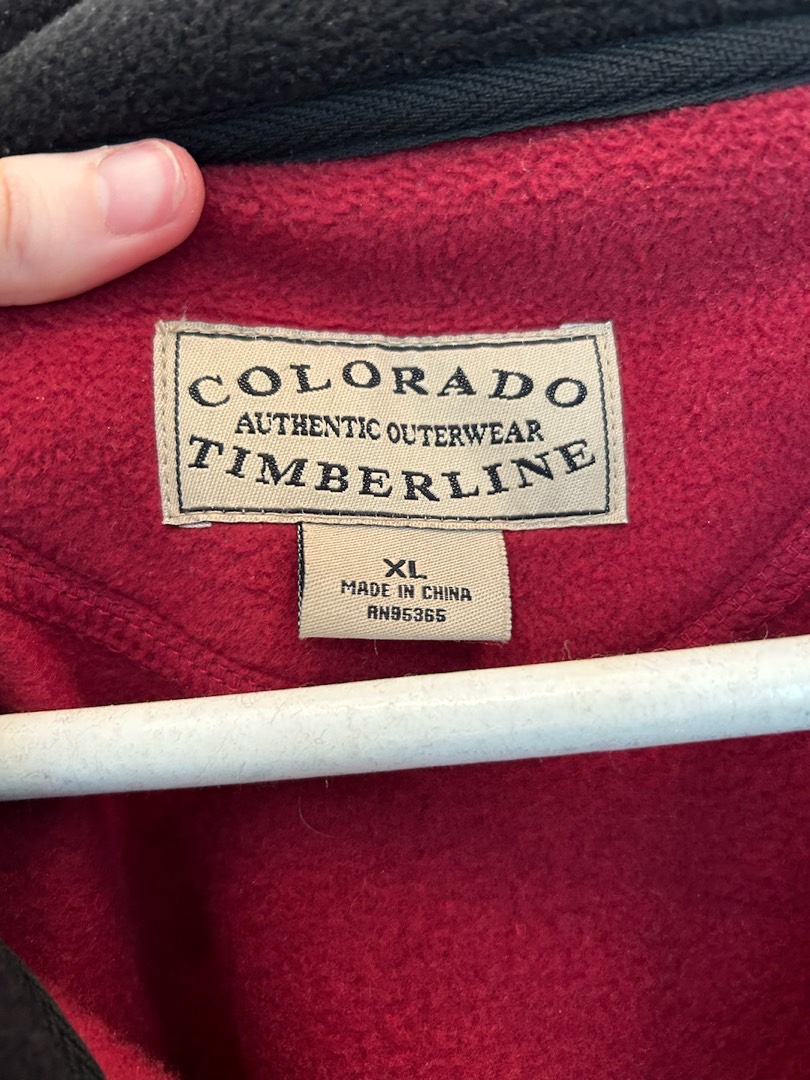 COLORADO
AUTHENTIC OUTERWEAR
TIMBERLINE
XL
MADE IN CHINA
RN95365